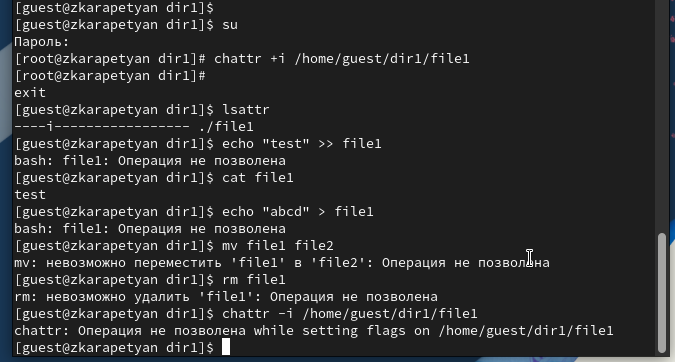 [guest@zkarapetyan dir1]$
[guest@zkarapetyan dir1]$ su
Пароль:
[root@zkarapetyan dir1]# chattr +i /home/guest/dir1/file1
[root@zkarapetyan dir1]#
exit
[guest@zkarapetyan dir1]$ lsattr
----i----------------- ./file1
[guest@zkarapetyan dir1]$ echo "test" >> file1
bash: file1: Операция не позволена
[guest@zkarapetyan dir1]$ cat file1
test
[guest@zkarapetyan dir1]$ echo "abcd" > file1
bash: file1: Операция не позволена
[guest@zkarapetyan dir1]$ mv file1 file2
mv: невозможно переместить 'file1' в 'file2': Операция не позволена
[guest@zkarapetyan dir1]$ rm file1
rm: невозможно удалить 'file1': Операция не позволена
[guest@zkarapetyan dir1]$ chattr -i /home/guest/dir1/file1
chattr: Операция не позволена while setting flags on /home/guest/dir1/file1
[guest@zkarapetyan dir1]$